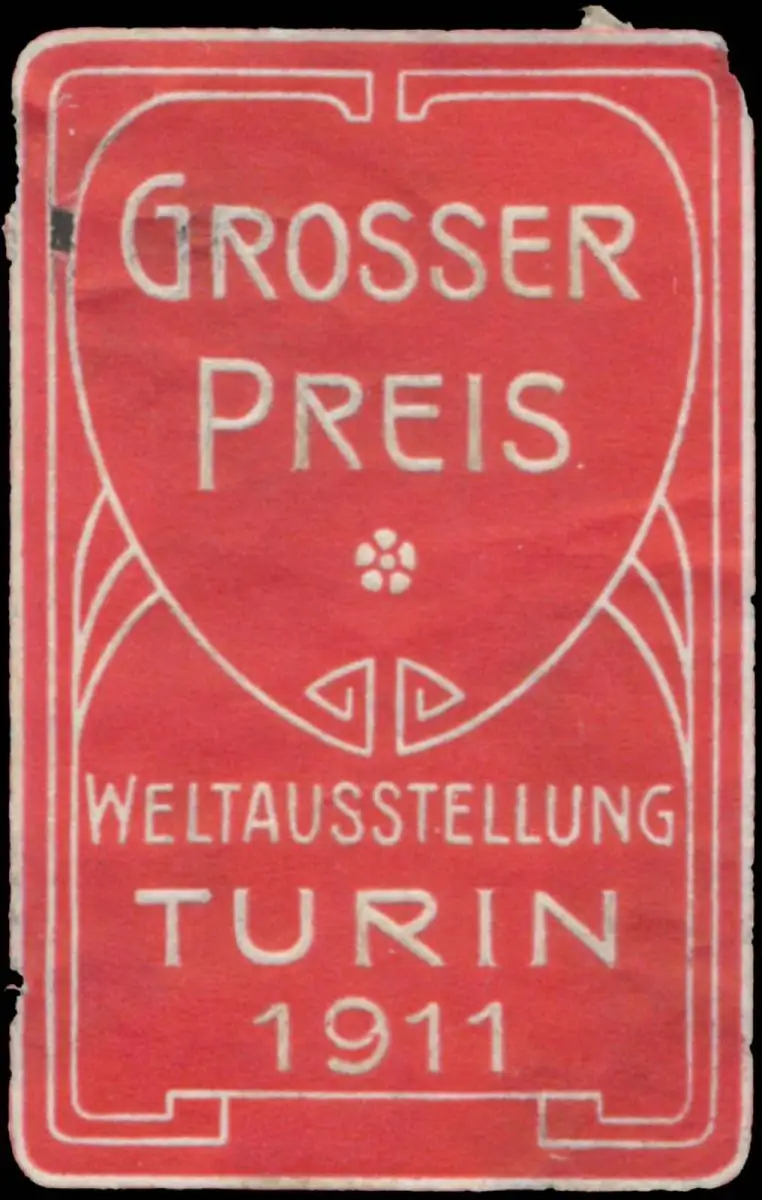 GROSSER
PREIS
WELTAUSSTELLUNG
TURIN
1911